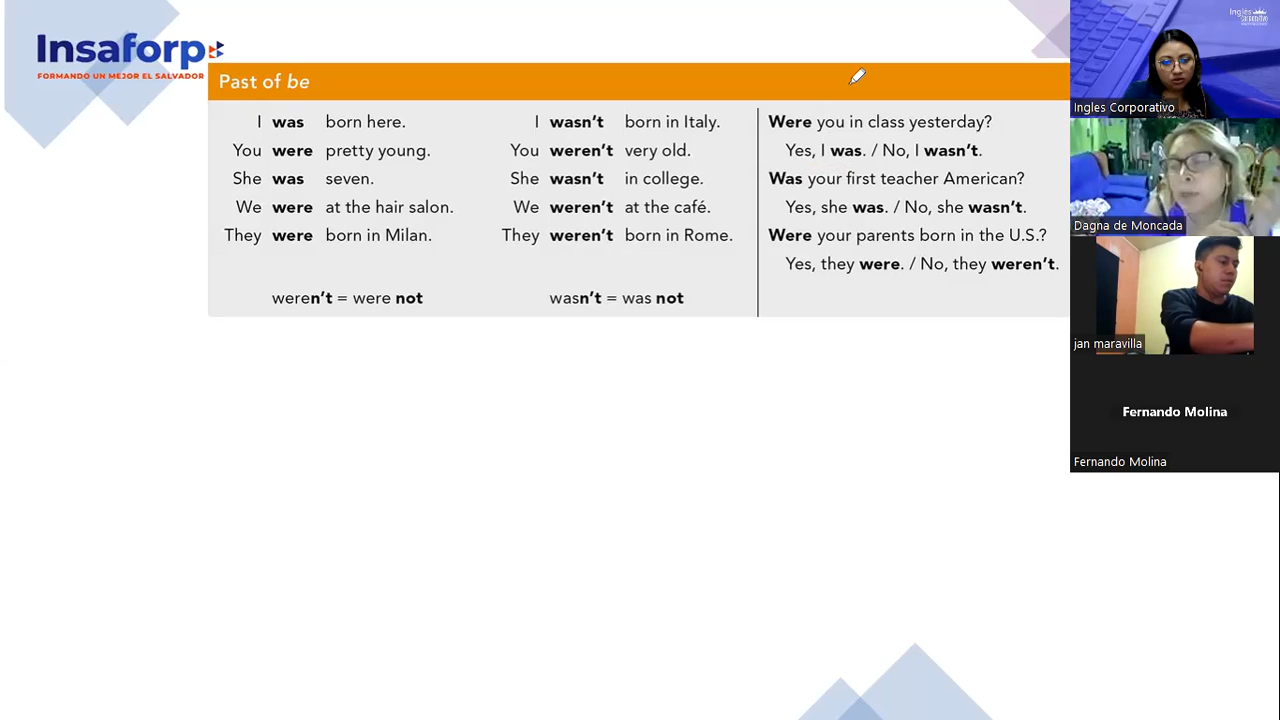 Insaforp
FORMANDO UN MEJOR EL SALVADOR
Past of be
I was born here.
You were pretty young.
She was seven.
We were at the hair salon.
They were born in Milan.
weren't = were not
I wasn't born in Italy.
You weren't very old.
She wasn't in college.
We weren't at the café.
They weren't born in Rome.
wasn't = was not
Were you in class yesterday?
Yes, I was. / No, I wasn't.
Was your first teacher American?
Yes, she was. / No, she wasn't.
Were your parents born in the U.S.?
Yes, they were. / No, they weren't.
Ingles
Ingles Corporativo
Dagna de Moncada
jan maravilla
Fernando Molina
Fernando Molina